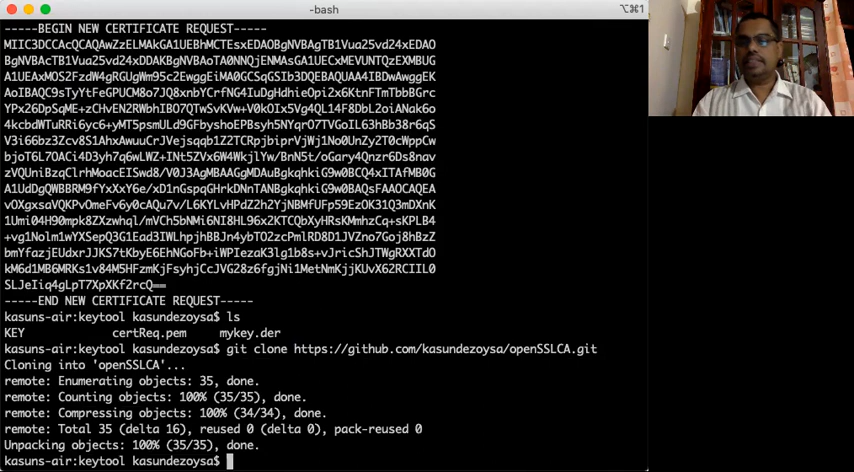 -bash
⌥⌘1
-----BEGIN NEW CERTIFICATE REQUEST-----
MIIC3DCCAcQCAQAwZzELMAkGA1UEBhMCTEsxEDAOBgNVBAgTB1Vua25vd24xEDAO
BgNVBAcTB1Vua25vd24xDDAKBgNVBAoTA0NNQjENMAsGA1UECxMEVUNTQzEXMBUG
A1UEAxMOS2FzdW4gRGUgWm95c2EwggEiMA0GCSqGSIb3DQEBAQUAA4IBDwAwggEK
AoIBAQC9sTyYtFeGPUCM8o7JQ8xnbYCrfNG4IuDgHdhieOpi2x6KtnFTmTbbBGrc
YPx26DpSqME+zCHvEN2RWbhIBO7QTwSvKVw+V0kOIx5Vg4QL14F8DbL2oiANak6o
4kcbdWTuRRi6yc6+yMT5psmULd9GFbyshoEPBsyh5NYqrO7TVGoIL63hBb38r6qS
V3i66bz3Zcv8S1AhxAwuuCrJVejsqqb1Z2TCRpjbiprVjWj1No0UnZy2T0cWppCw
bjoT6L7OACi4D3yh7q6wLWZ+INt5ZVx6W4WkjlYw/BnN5t/oGary4Qnzr6Ds8nav
zVQUniBzqClrhMoacEISwd8/V0J3AgMBAAGgMDAuBgkqhkiG9w0BCQ4xITAfMB0G
A1UdDgQWBBRM9fYxXxY6e/xD1nGspqGHrkDNnTANBgkqhkiG9w0BAQsFAAOCAQEA
vOXgxsaVQKPvOmeFv6y0cAQu7v/L6KYLvHPdZ2h2YjNBMfUFp59EzOK31Q3mDXnK
1Umi04H90mpk8ZXzwhql/mVCh5bNMi6NI8HL96x2KTCQbXyHRsKMmhzCq+sKPLB4
+vg1Nolm1wYXSepQ3G1Ead3IWLhpjhBBJn4ybTO2zcPmlRD8D1JVZno7Goj8hBzZ
bmYfazjEUdxrJJKS7tKbyE6EhNGoFb+iWPIezaK3lg1b8s+vJricShJTWgRXXTdO
kM6d1MB6MRKs1v84M5HFzmKjFsyhjCcJVG28z6fgjNi1MetNmKjjKUvX62RCIIL0
SLJeIiq4gLpT7XpXKf2rcQ==
-----END NEW CERTIFICATE REQUEST-----
kasuns-air:keytool kasundezoysa$ ls
KEY certReq.pem mykey.der
kasuns-air:keytool kasundezoysa$ git clone https://github.com/kasundezoysa/openSSLCA.git
Cloning into 'openSSLCA'...
remote: Enumerating objects: 35, done.
remote: Counting objects: 100% (35/35), done.
remote: Compressing objects: 100% (34/34), done.
remote: Total 35 (delta 16), reused 0 (delta 0), pack-reused 0
Unpacking objects: 100% (35/35), done.
kasuns-air:keytool kasundezoysa$